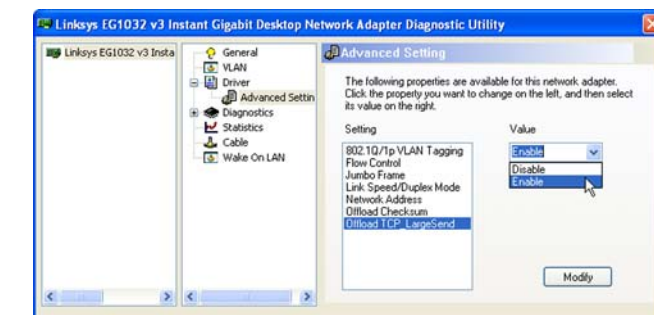 Linksys EG1032 v3 Instant Gigabit Desktop Network Adapter Diagnostic Utility
Linksys EG1032 v3 Insta
General
VLAN
Driver
Advanced Settin
Diagnostics
Statistics
Cable
Wake On LAN
Advanced Setting
The following properties are available for this network adapter.
Click the property you want to change on the left, and then select
its value on the right.
Setting
Value
802.1Q/1p VLAN Tagging
Flow Control
Jumbo Frame
Link Speed/Duplex Mode
Network Address
Offload Checksum
Offload TCP_LargeSend
Enable
Disable
Enable
Modify